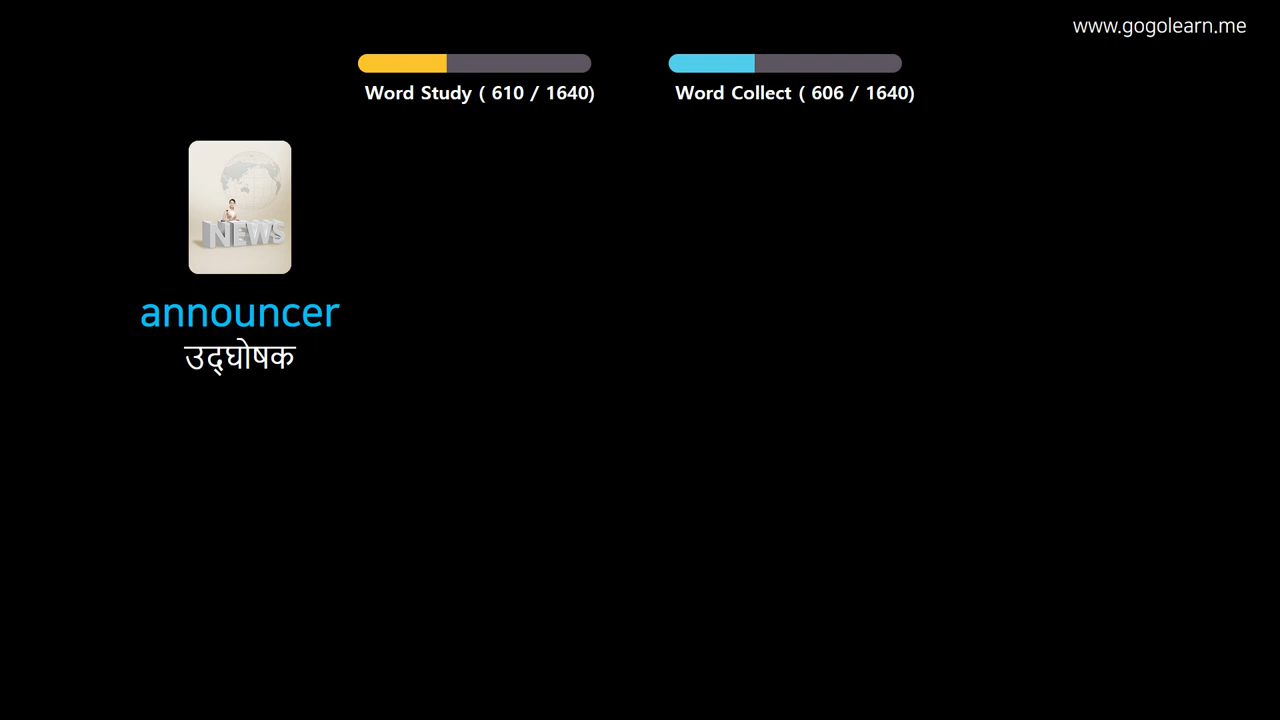 www.gogolearn.me
Word Study ( 610 / 1640)
Word Collect ( 606 / 1640)
NEWS
announcer
उद्‌घोषक